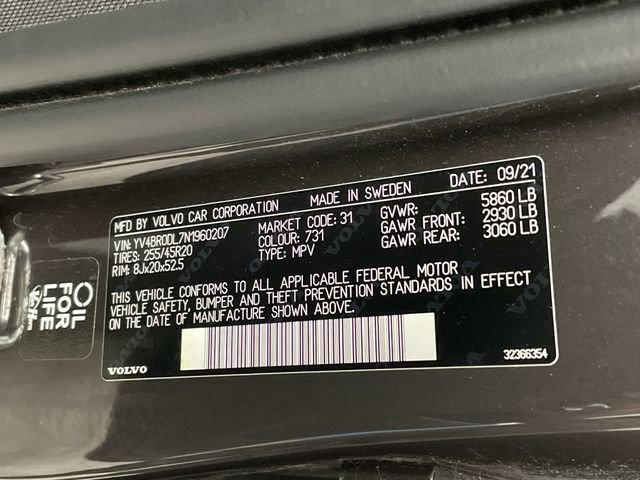 MFD BY VOLVO CAR CORPORATION MADE IN SWEDEN DATE: 09/21
VIN: YV4BR0DL7N1960207 MARKET CODE: 31 GVWR: 5860 LB
TIRES: 255/45R20 COLOUR: 731 GAWR FRONT: 2930 LB
RIM: 8Jx20x52.5 TYPE: MPV GAWR REAR: 3060 LB
THIS VEHICLE CONFORMS TO ALL APPLICABLE FEDERAL MOTOR
VEHICLE SAFETY, BUMPER AND THEFT PREVENTION STANDARDS IN EFFECT
ON THE DATE OF MANUFACTURE SHOWN ABOVE.
VOLVO 32366354
OIL
FOR
LIFE